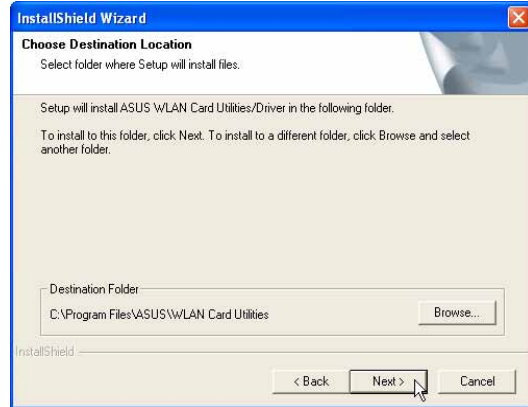 InstallShield Wizard
Choose Destination Location
Select folder where Setup will install files.
Setup will install ASUS WLAN Card Utilities/Driver in the following folder.
To install to this folder, click Next. To install to a different folder, click Browse and select
another folder.
Destination Folder
C:\Program Files\ASUS\WLAN Card Utilities
Browse...
InstallShield
< Back
Next >
Cancel